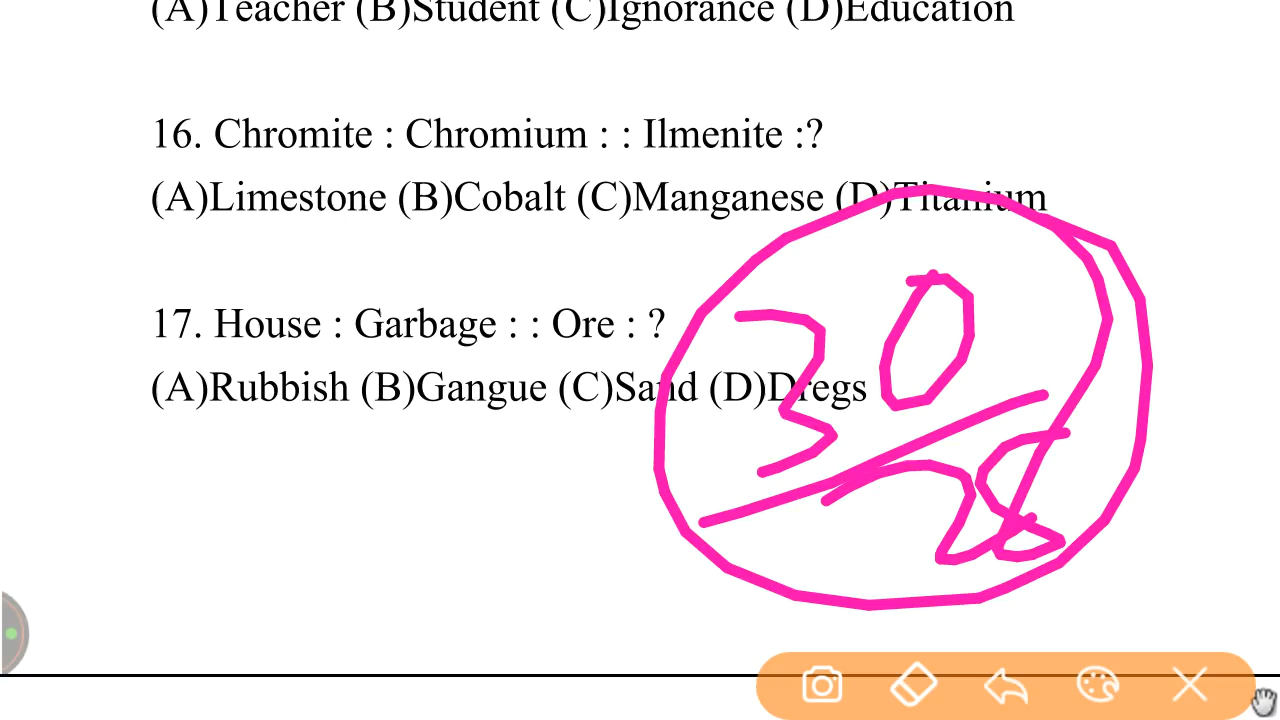 (A)Teacher (B)Student (C)Ignorance (D)Education
16. Chromite : Chromium : : Ilmenite :?
(A)Limestone (B)Cobalt (C)Manganese (D)Titanium
17. House : Garbage : : Ore : ?
(A)Rubbish (B)Gangue (C)Sand (D)Dregs
30
28